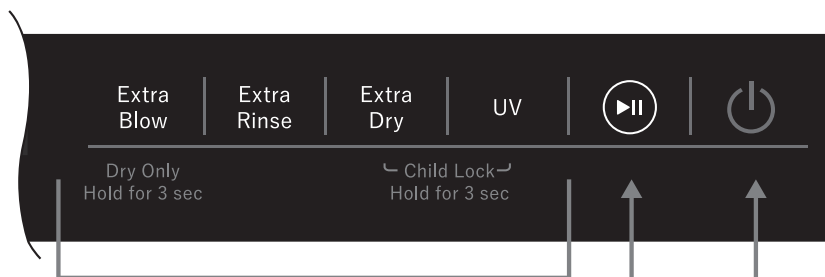 Extra
Blow
Extra
Rinse
Extra
Dry
UV
Dry Only
Hold for 3 sec
Child Lock
Hold for 3 sec